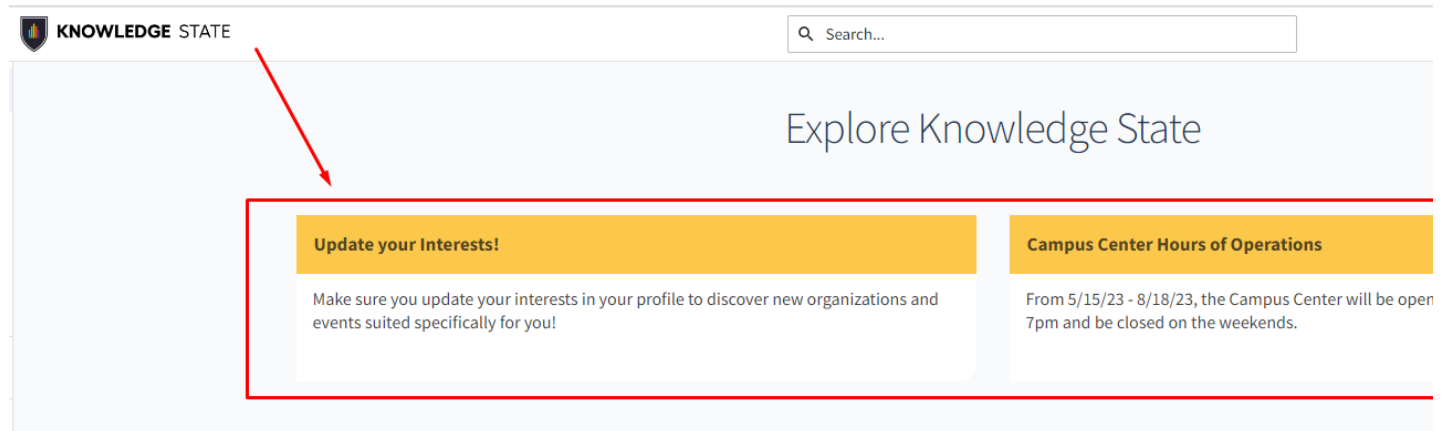 KNOWLEDGE STATE
Search...
Explore Knowledge State
Update your Interests!
Make sure you update your interests in your profile to discover new organizations and
events suited specifically for you!
Campus Center Hours of Operations
From 5/15/23 - 8/18/23, the Campus Center will be open
7pm and be closed on the weekends.